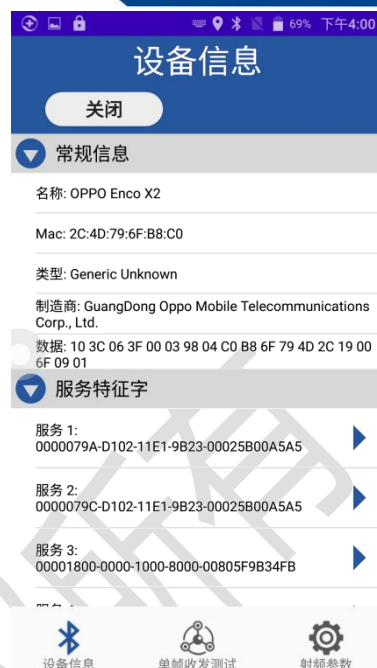 69% 下午4:00
设备信息
关闭
常规信息
名称: OPPO Enco X2
Mac: 2C:4D:79:6F:B8:C0
类型: Generic Unknown
制造商: GuangDong Oppo Mobile Telecommunications
Corp., Ltd.
数据: 10 3C 06 3F 00 03 98 04 C0 B8 6F 79 4D 2C 19 00
6F 09 01
服务特征字
服务 1:
0000079A-D102-11E1-9B23-00025B00A5A5
服务 2:
0000079C-D102-11E1-9B23-00025B00A5A5
服务 3:
00001800-0000-1000-8000-00805F9B34FB
设备信息
单帧收发测试
射频参数